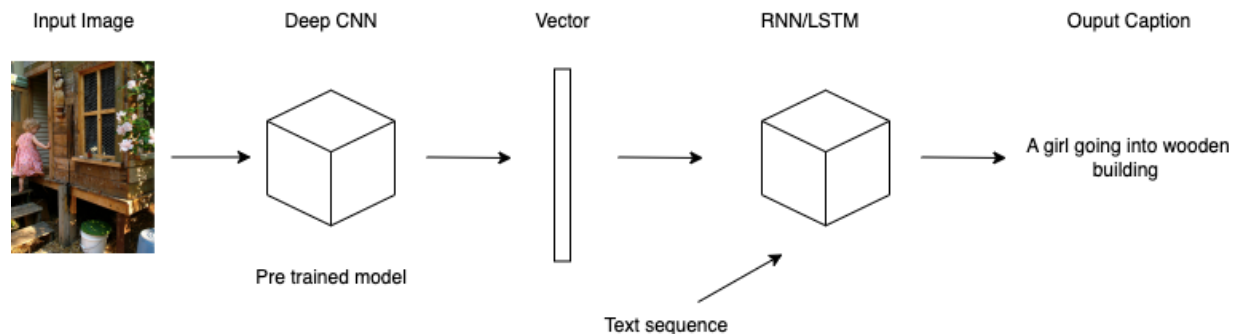 Input Image
Deep CNN
Vector
RNN/LSTM
Ouput Caption
A girl going into wooden
building
Pre trained model
Text sequence